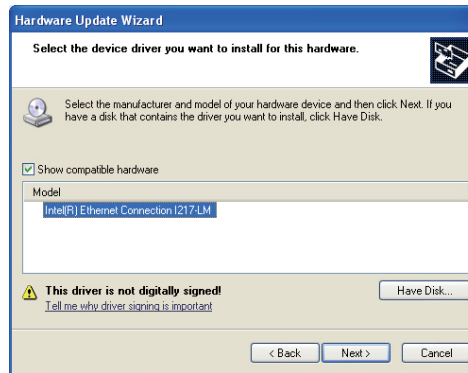 Hardware Update Wizard
Select the device driver you want to install for this hardware.
Select the manufacturer and model of your hardware device and then click Next. If you
have a disk that contains the driver you want to install, click Have Disk.
Show compatible hardware
Model
Intel(R) Ethernet Connection I217-LM
This driver is not digitally signed!
Have Disk...
Tell me why driver signing is important
< Back
Next >
Cancel